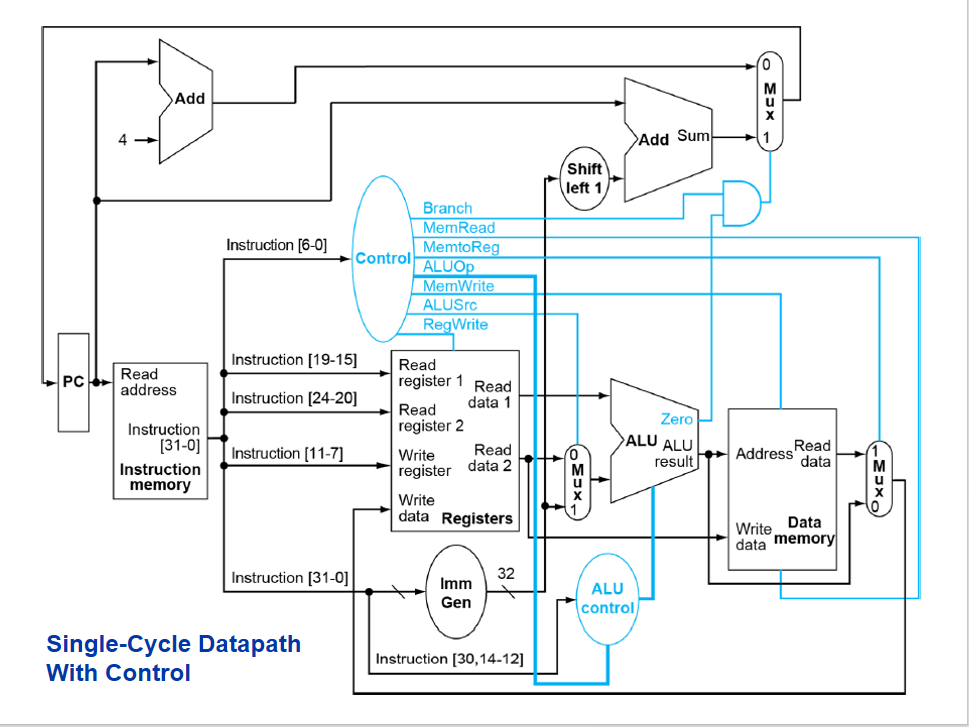 0
M
u
x
1
Add
4
Add Sum
Shift
left 1
Branch
MemRead
MemtoReg
ALUOp
MemWrite
ALUSrc
RegWrite
Control
Instruction [6-0]
Instruction [19-15]
Instruction [24-20]
Instruction [11-7]
Instruction [31-0]
Instruction [30,14-12]
PC
Read
address
Instruction
[31-0]
Instruction
memory
Read
register 1
Read
data 1
Read
register 2
Read
data 2
Write
register
Write
data
Registers
0
M
u
x
1
Zero
ALU
ALU
result
Address
Read
data
Write
data
Data
memory
1
M
u
x
0
Imm
Gen
32
ALU
control
Single-Cycle Datapath
With Control